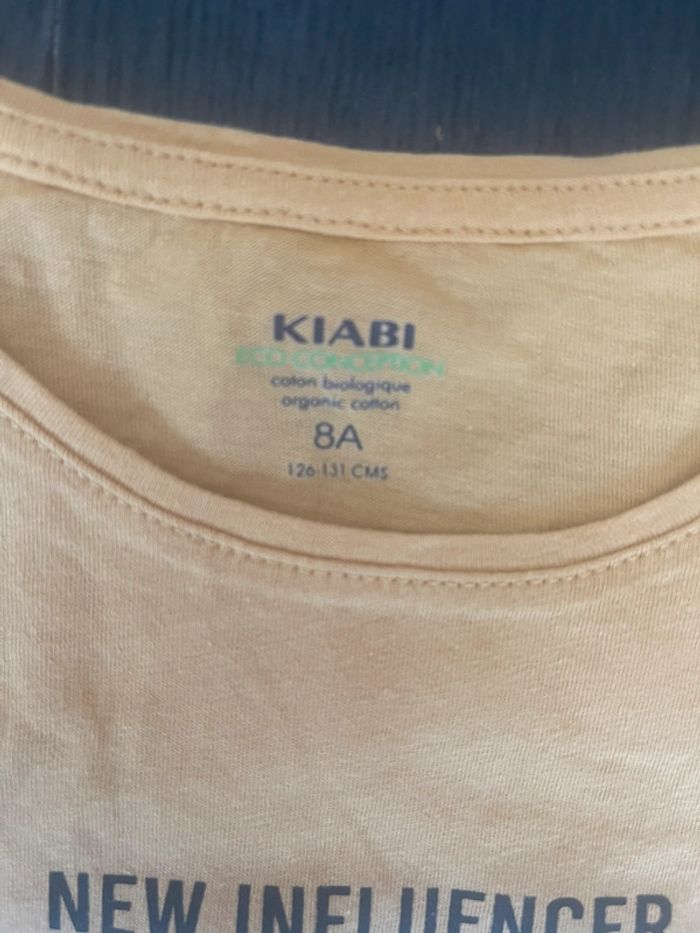 KIABI
ECO CONCEPTION
coton biologique
organic cotton
8A
126-131 CMS
NEW INFLUENCER